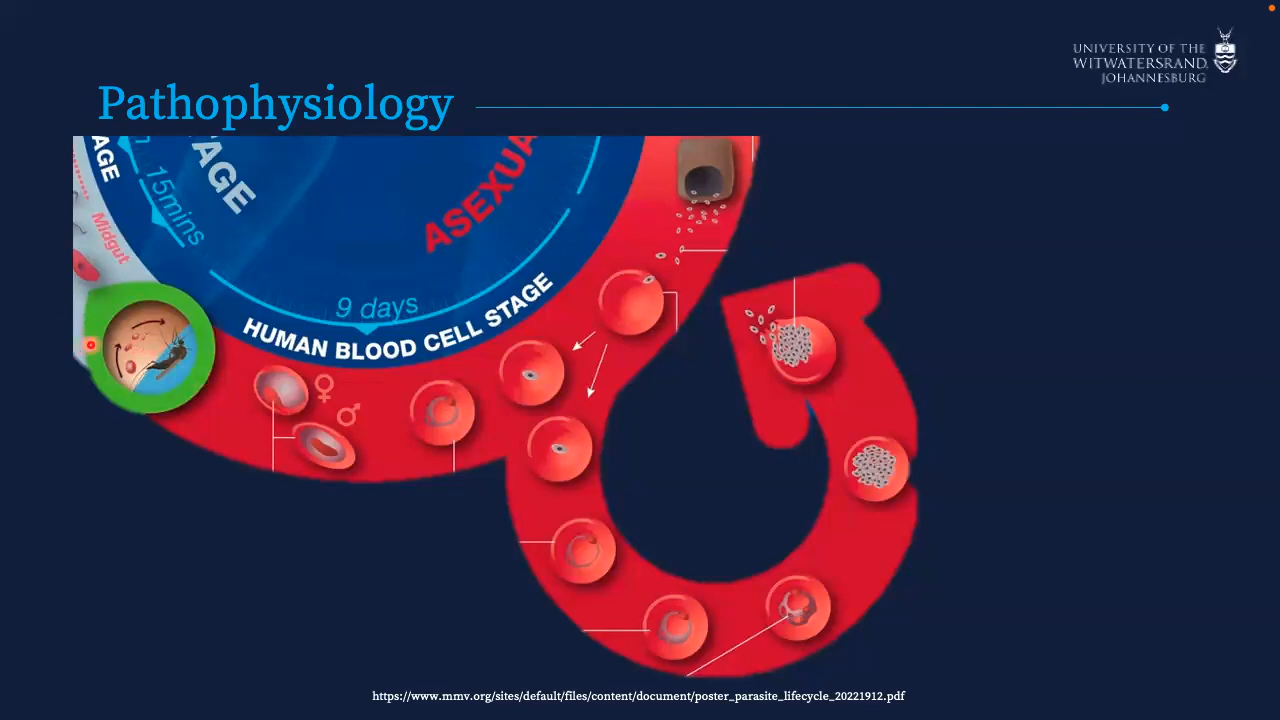 UNIVERSITY OF THE
WITWATERSRAND,
JOHANNESBURG
Pathophysiology
AGE
15mins
AGE
ASEXUA
Midgut
9 days
HUMAN BLOOD CELL STAGE
♀
♂
https://www.mmv.org/sites/default/files/content/document/poster_parasite_lifecycle_20221912.pdf